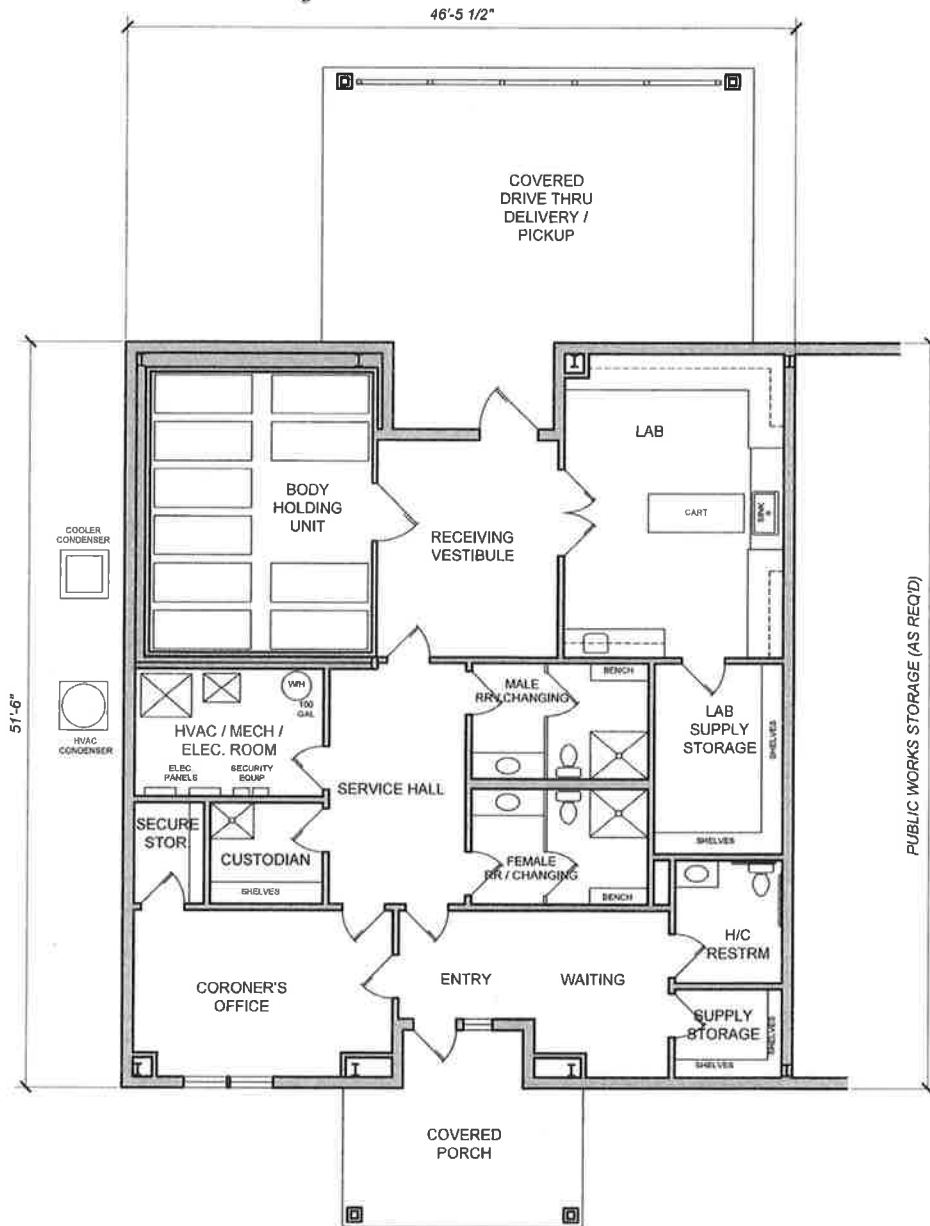 46'-5 1/2"
COVERED
DRIVE THRU
DELIVERY /
PICKUP
LAB
BODY
HOLDING
UNIT
CART
SINK
COOLER
CONDENSER
RECEIVING
VESTIBULE
51'-6"
PUBLIC WORKS STORAGE (AS REQ'D)
HVAC
CONDENSER
W/H
100
GAL
HVAC / MECH /
ELEC. ROOM
ELEC
PANELS
SECURITY
EQUIP
MALE
RR / CHANGING
BENCH
LAB
SUPPLY
STORAGE
SHELVES
SHELVES
SERVICE HALL
SECURE
STOR.
CUSTODIAN
SHELVES
FEMALE
RR / CHANGING
BENCH
H/C
RESTRM
CORONER'S
OFFICE
ENTRY
WAITING
SUPPLY
STORAGE
SHELVES
SHELVES
COVERED
PORCH